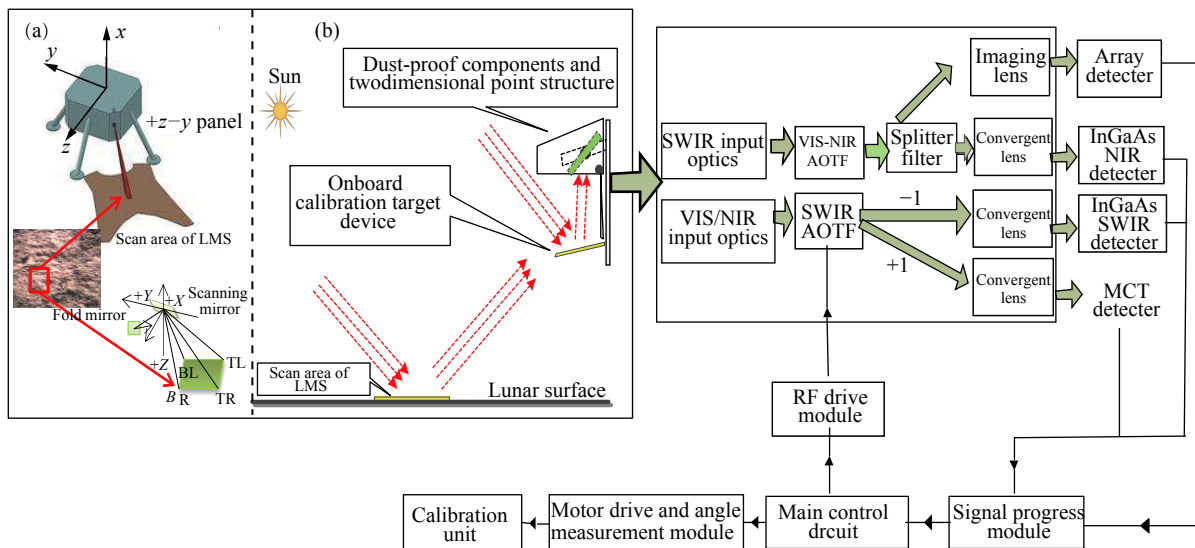 (a)
x
y
z
+z−y panel
Scan area of LMS
+Y
+X
Scanning
mirror
Fold mirror
+Z
TL
BL
B
R
TR
(b)
Sun
Dust-proof components and
twodimensional point structure
Onboard
calibration target
device
Scan area of
LMS
Lunar surface
SWIR input
optics
VIS-NIR
AOTF
Splitter
filter
Imaging
lens
Array
detecter
Convergent
lens
InGaAs
NIR
detecter
VIS/NIR
input optics
SWIR
AOTF
−1
+1
Convergent
lens
InGaAs
SWIR detecter
Convergent
lens
MCT
detecter
RF drive
module
Calibration
unit
Motor drive and angle
measurement module
Main control
drcuit
Signal progress
module